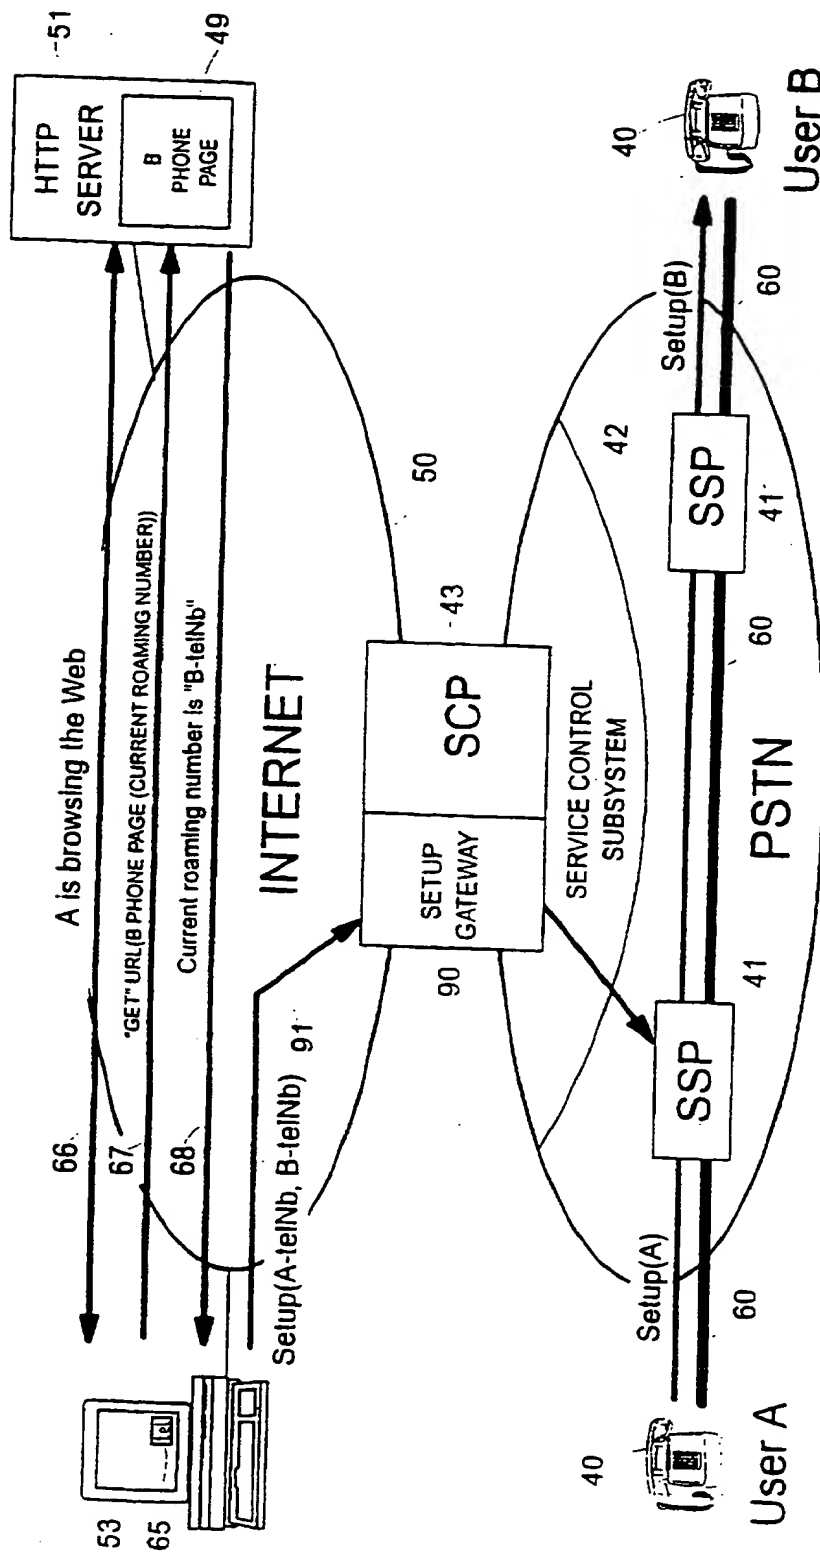 51
49
HTTP
SERVER
B
PHONE
PAGE
A is browsing the Web
66
"GET" URL(B PHONE PAGE (CURRENT ROAMING NUMBER))
67
Current roaming number is "B-telNb"
68
53
65
tel
Setup(A-telNb, B-telNb)
91
INTERNET
50
90
SETUP
GATEWAY
SCP
43
SERVICE CONTROL
SUBSYSTEM
42
40
User A
Setup(A)
60
SSP
41
PSTN
60
SSP
41
Setup(B)
60
40
User B